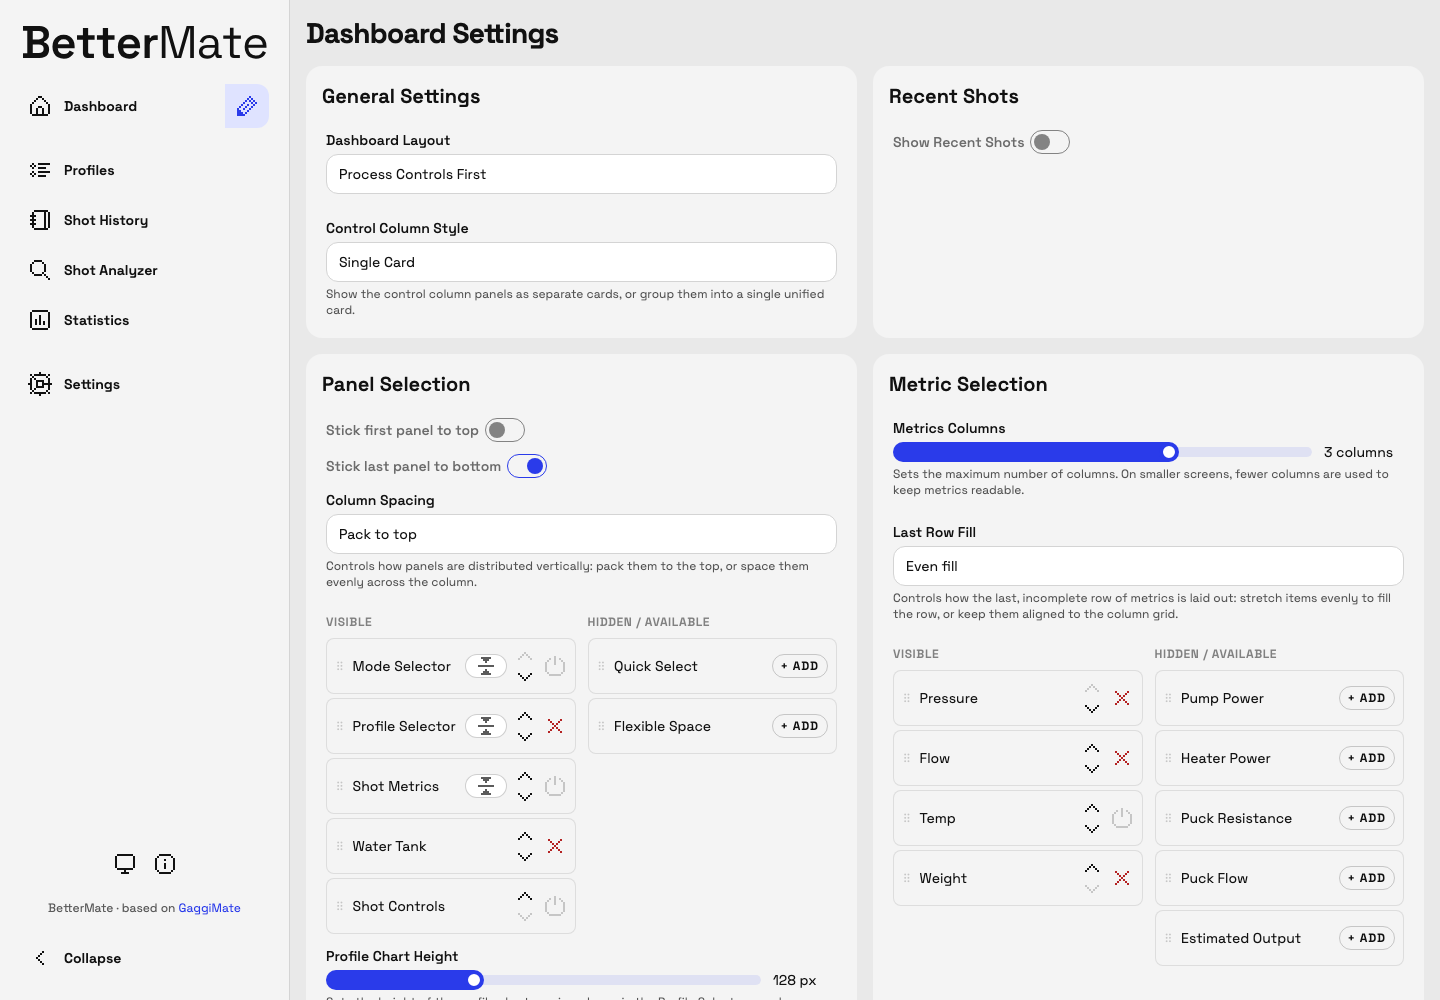 BetterMate
Dashboard
Profiles
Shot History
Shot Analyzer
Statistics
Settings
BetterMate · based on GaggiMate
Collapse
Dashboard Settings
General Settings
Dashboard Layout
Process Controls First
Control Column Style
Single Card
Show the control column panels as separate cards, or group them into a single unified
card.
Recent Shots
Show Recent Shots
Panel Selection
Stick first panel to top
Stick last panel to bottom
Column Spacing
Pack to top
Controls how panels are distributed vertically: pack them to the top, or space them
evenly across the column.
VISIBLE
Mode Selector
Profile Selector
Shot Metrics
Water Tank
Shot Controls
HIDDEN / AVAILABLE
Quick Select
+ ADD
Flexible Space
+ ADD
Profile Chart Height
128 px
Metric Selection
Metrics Columns
3 columns
Sets the maximum number of columns. On smaller screens, fewer columns are used to
keep metrics readable.
Last Row Fill
Even fill
Controls how the last, incomplete row of metrics is laid out: stretch items evenly to fill
the row, or keep them aligned to the column grid.
VISIBLE
Pressure
Flow
Temp
Weight
HIDDEN / AVAILABLE
Pump Power
+ ADD
Heater Power
+ ADD
Puck Resistance
+ ADD
Puck Flow
+ ADD
Estimated Output
+ ADD